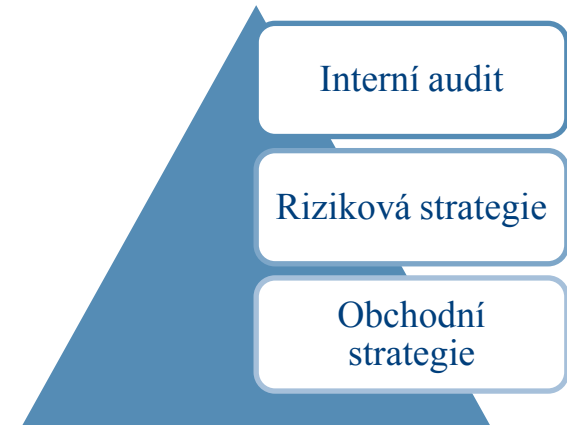 Interní audit
Riziková strategie
Obchodní
strategie